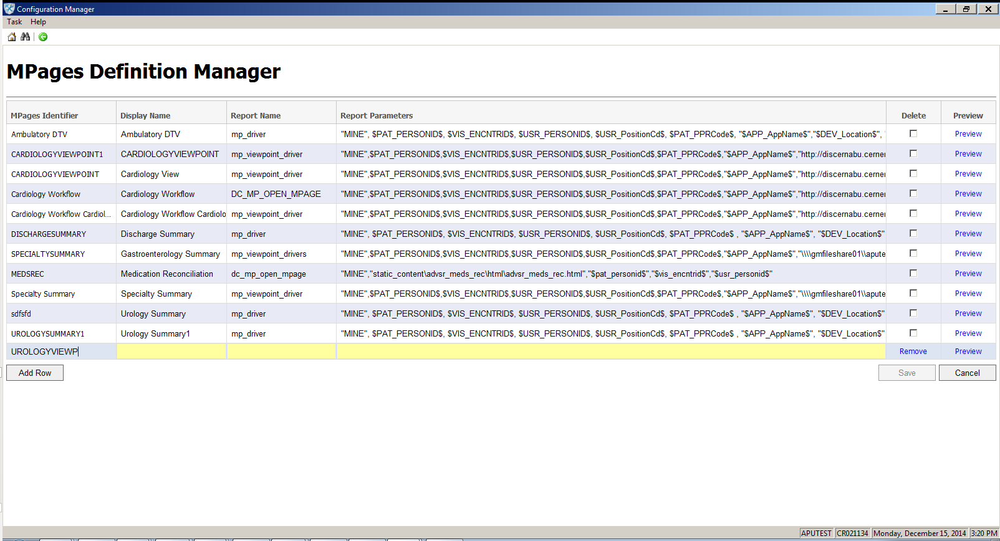 Configuration Manager
Task Help
MPages Definition Manager
MPages Identifier Display Name Report Name Report Parameters Delete Preview
Ambulatory DTV Ambulatory DTV mp_driver "MINE", $PAT_PERSONID$, $VIS_ENCNTRID$, $USR_PERSONID$, $USR_PositionCd$, $PAT_PPRCode$, "$APP_AppName$","$DEV_Location$", " Preview
CARDIOLOGYVIEWPOINT1 CARDIOLOGYVIEWPOINT mp_viewpoint_driver "MINE",$PAT_PERSONID$,$VIS_ENCNTRID$,$USR_PERSONID$,$USR_PositionCd$,$PAT_PPRCode$,"$APP_AppName$","http://discernabu.cerner Preview
CARDIOLOGYVIEWPOINT Cardiology View mp_viewpoint_driver "MINE",$PAT_PERSONID$,$VIS_ENCNTRID$,$USR_PERSONID$,$USR_PositionCd$,$PAT_PPRCode$,"$APP_AppName$","http://discernabu.cerner Preview
Cardiology Workflow Cardiology Workflow DC_MP_OPEN_MPAGE "MINE",$PAT_PERSONID$,$VIS_ENCNTRID$,$USR_PERSONID$,$USR_PositionCd$,$PAT_PPRCode$,"$APP_AppName$","http://discernabu.cerner Preview
Cardiology Workflow Cardiol... Cardiology Workflow Cardiolo mp_viewpoint_driver "MINE",$PAT_PERSONID$,$VIS_ENCNTRID$,$USR_PERSONID$,$USR_PositionCd$,$PAT_PPRCode$,"$APP_AppName$","http://discernabu.cerner Preview
DISCHARGESUMMARY Discharge Summary mp_driver "MINE", $PAT_PERSONID$, $VIS_ENCNTRID$, $USR_PERSONID$, $USR_PositionCd$, $PAT_PPRCode$ , "$APP_AppName$", "$DEV_Location$" Preview
SPECIALTYSUMMARY Gastroenterology Summary mp_viewpoint_drivers "MINE",$PAT_PERSONID$,$VIS_ENCNTRID$,$USR_PERSONID$,$USR_PositionCd$,$PAT_PPRCode$,"$APP_AppName$","\\\\gmfileshare01\\apute Preview
MEDSREC Medication Reconciliation dc_mp_open_mpage "MINE","static_content\advsr_meds_rec\html\advsr_meds_rec.html","$pat_personid$","$vis_encntrid$","$usr_personid$" Preview
Specialty Summary Specialty Summary mp_viewpoint_driver "MINE",$PAT_PERSONID$,$VIS_ENCNTRID$,$USR_PERSONID$,$USR_PositionCd$,$PAT_PPRCode$,"$APP_AppName$","\\\\gmfileshare01\\apute Preview
sdfsfd Urology Summary mp_driver "MINE", $PAT_PERSONID$, $VIS_ENCNTRID$, $USR_PERSONID$, $USR_PositionCd$, $PAT_PPRCode$ , "$APP_AppName$", "$DEV_Location$" Preview
UROLOGYSUMMARY1 Urology Summary1 mp_driver "MINE", $PAT_PERSONID$, $VIS_ENCNTRID$, $USR_PERSONID$, $USR_PositionCd$, $PAT_PPRCode$ , "$APP_AppName$", "$DEV_Location$" Preview
UROLOGYVIEWP Remove Preview
Add Row Save Cancel
APUTEST CR021134 Monday, December 15, 2014 3:20 PM